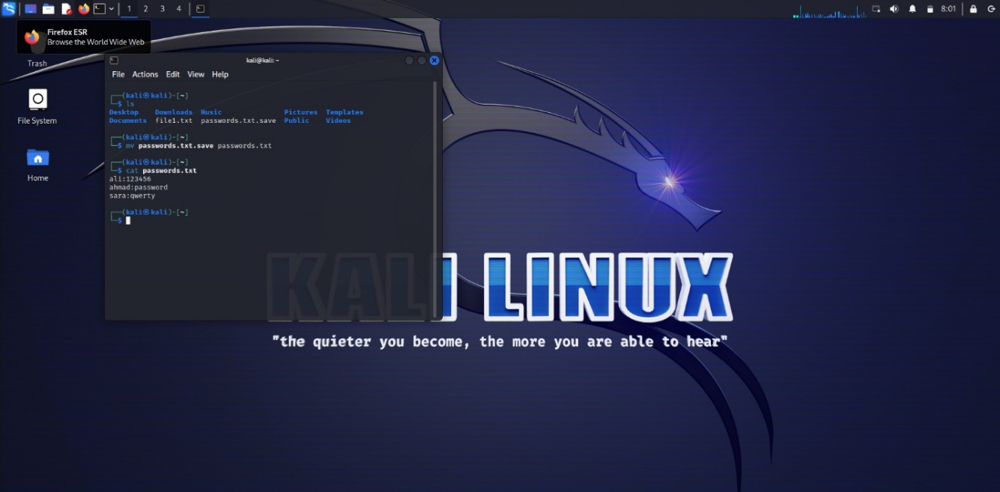 1 2 3 4
8:01
Firefox ESR
Browse the World Wide Web
Trash
File System
Home
kali@kali: ~
File Actions Edit View Help
┌──(kali㉿kali)-[~]
└─$ ls
Desktop Downloads Music Pictures Templates
Documents file1.txt passwords.txt.save Public Videos
┌──(kali㉿kali)-[~]
└─$ mv passwords.txt.save passwords.txt
┌──(kali㉿kali)-[~]
└─$ cat passwords.txt
ali:123456
ahmad:password
sara:qwerty
┌──(kali㉿kali)-[~]
└─$
KALI LINUX
"the quieter you become, the more you are able to hear"